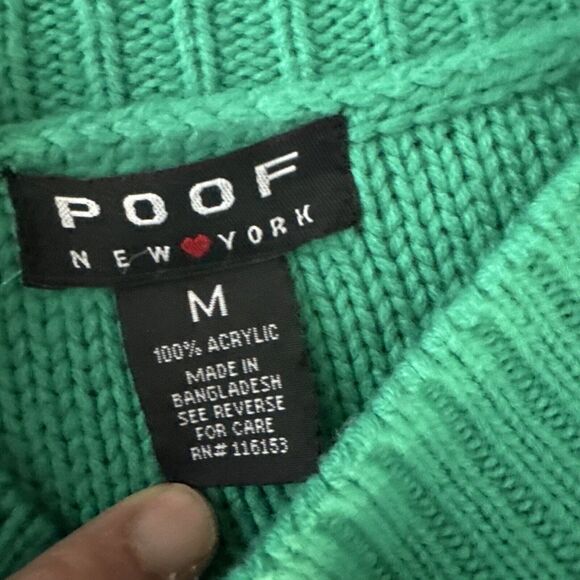 POOF
NEW YORK
M
100% ACRYLIC
MADE IN
BANGLADESH
SEE REVERSE
FOR CARE
RN# 116153